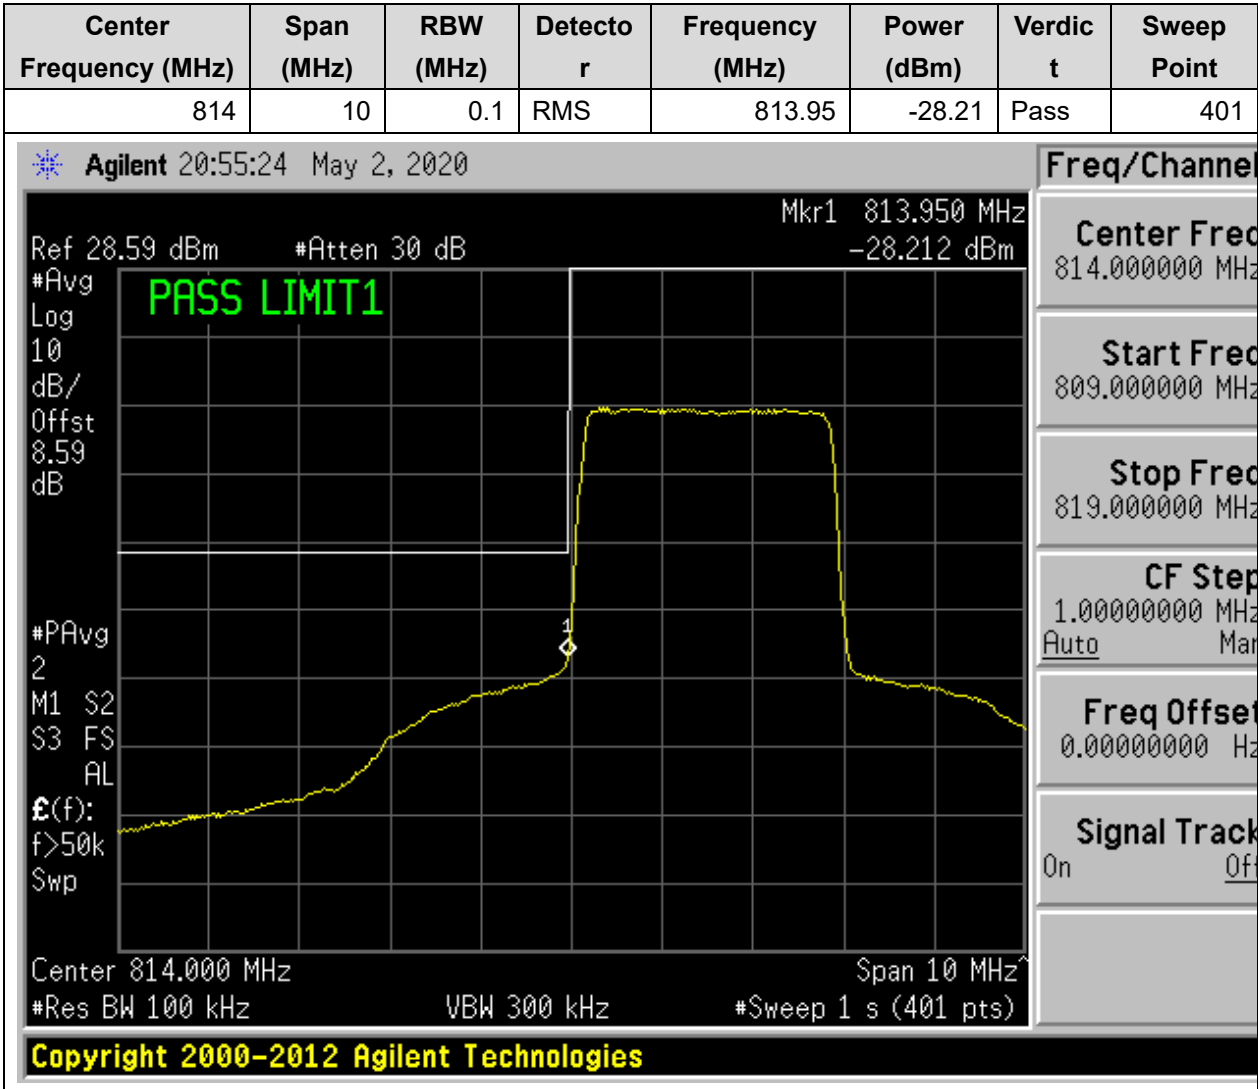 Center Frequency (MHz) Span (MHz) RBW (MHz) Detector Frequency (MHz) Power (dBm) Verdict Sweep Point
814 10 0.1 RMS 813.95 -28.21 Pass 401
Agilent 20:55:24 May 2, 2020
Freq/Channel
Mkr1 813.950 MHz
Ref 28.59 dBm #Atten 30 dB -28.212 dBm
#Avg
Log
10
dB/
Offst
8.59
dB
PASS LIMIT1
1
#PAvg
2
M1 S2
S3 FS
AL
£(f):
f>50k
Swp
Center 814.000 MHz Span 10 MHz^
#Res BW 100 kHz VBW 300 kHz #Sweep 1 s (401 pts)
Center Freq
814.000000 MHz
Start Freq
809.000000 MHz
Stop Freq
819.000000 MHz
CF Step
1.00000000 MHz
Auto Man
Freq Offset
0.00000000 Hz
Signal Track
On Off
Copyright 2000-2012 Agilent Technologies